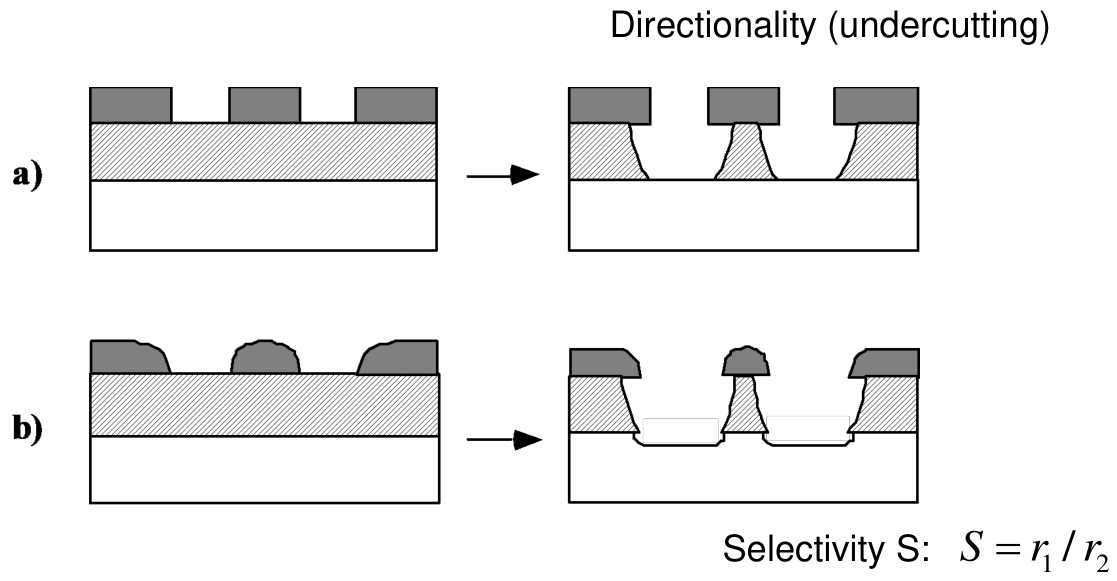 Directionality (undercutting)
a)
b)
Selectivity S: S = r₁ / r₂